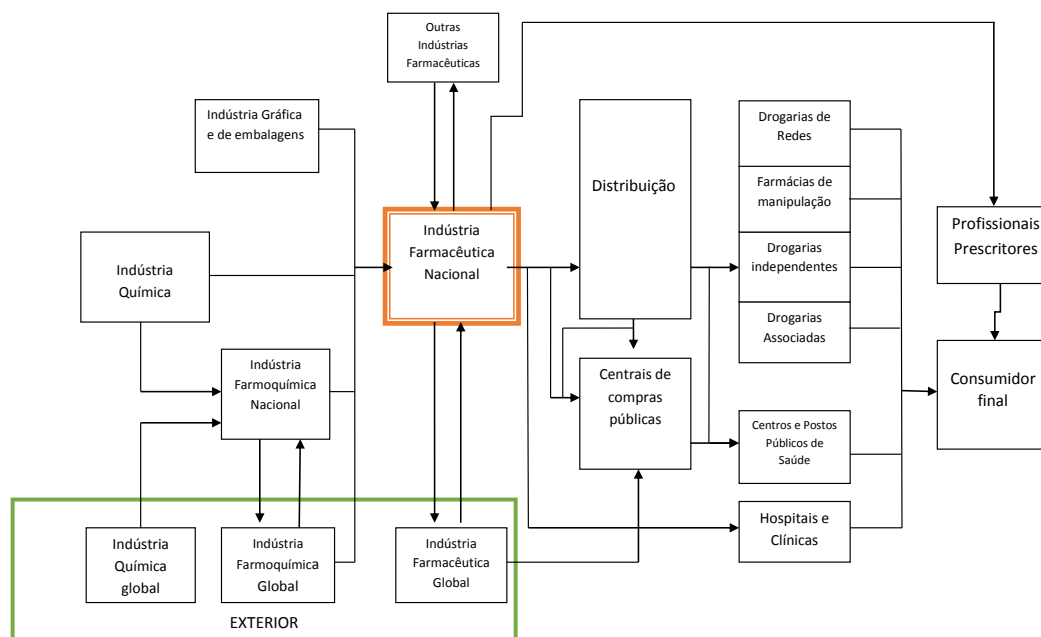 Outras
Indústrias
Farmacêuticas
Indústria Gráfica
e de embalagens
Distribuição
Drogarias de
Redes
Farmácias de
manipulação
Indústria
Farmacêutica
Nacional
Profissionais
Prescritores
Indústria
Química
Drogarias
independentes
Drogarias
Associadas
Indústria
Farmoquímica
Nacional
Centrais de
compras
públicas
Consumidor
final
Centros e Postos
Públicos de
Saúde
Hospitais e
Clínicas
Indústria
Química
global
Indústria
Farmoquímica
Global
Indústria
Farmacêutica
Global
EXTERIOR